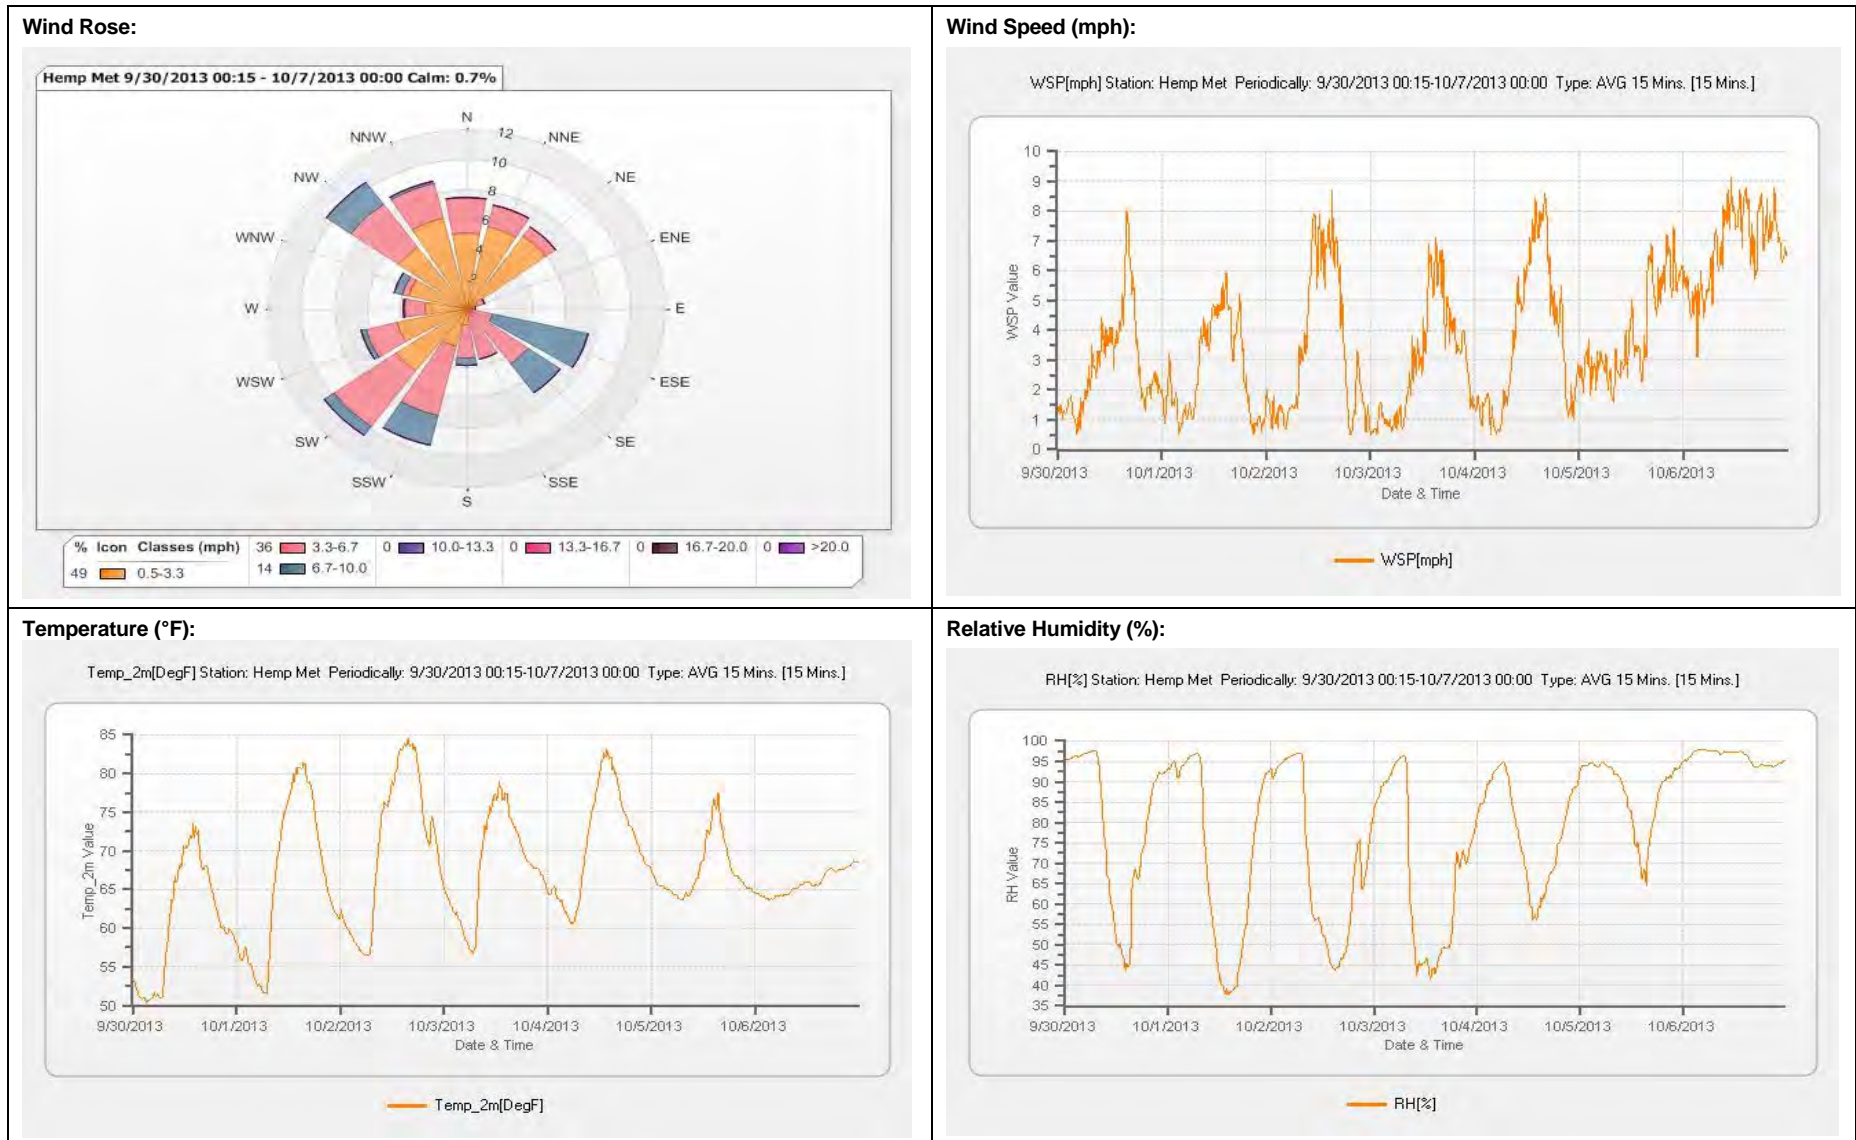 Wind Rose:
Hemp Met 9/30/2013 00:15 - 10/7/2013 00:00 Calm: 0.7%
N
NNE
NE
ENE
E
ESE
SE
SSE
S
SSW
SW
WSW
W
WNW
NW
NNW
12
10
8
6
4
2
% Icon Classes (mph)
49 0.5-3.3
36 3.3-6.7
14 6.7-10.0
0 10.0-13.3
0 13.3-16.7
0 16.7-20.0
0 >20.0
Wind Speed (mph):
WSP[mph] Station: Hemp Met Periodically: 9/30/2013 00:15-10/7/2013 00:00 Type: AVG 15 Mins. [15 Mins.]
WSP Value
10
9
8
7
6
5
4
3
2
1
0
9/30/2013 10/1/2013 10/2/2013 10/3/2013 10/4/2013 10/5/2013 10/6/2013
Date & Time
WSP[mph]
Temperature (°F):
Temp_2m[DegF] Station: Hemp Met Periodically: 9/30/2013 00:15-10/7/2013 00:00 Type: AVG 15 Mins. [15 Mins.]
Temp_2m Value
85
80
75
70
65
60
55
50
9/30/2013 10/1/2013 10/2/2013 10/3/2013 10/4/2013 10/5/2013 10/6/2013
Date & Time
Temp_2m[DegF]
Relative Humidity (%):
RH[%] Station: Hemp Met Periodically: 9/30/2013 00:15-10/7/2013 00:00 Type: AVG 15 Mins. [15 Mins.]
RH Value
100
95
90
85
80
75
70
65
60
55
50
45
40
35
9/30/2013 10/1/2013 10/2/2013 10/3/2013 10/4/2013 10/5/2013 10/6/2013
Date & Time
RH[%]